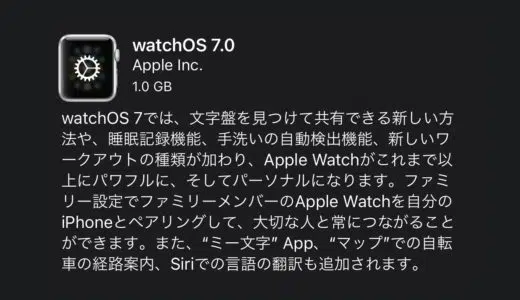 watchOS 7.0
Apple Inc.
1.0 GB
watchOS 7では、文字盤を見つけて共有できる新しい方
法や、睡眠記録機能、手洗いの自動検出機能、新しいワ
ークアウトの種類が加わり、Apple Watchがこれまで以
上にパワフルに、そしてパーソナルになります。ファミ
リー設定でファミリーメンバーのApple Watchを自分の
iPhoneとペアリングして、大切な人と常につながること
ができます。また、“ミー文字” App、“マップ”での自転
車の経路案内、Siriでの言語の翻訳も追加されます。